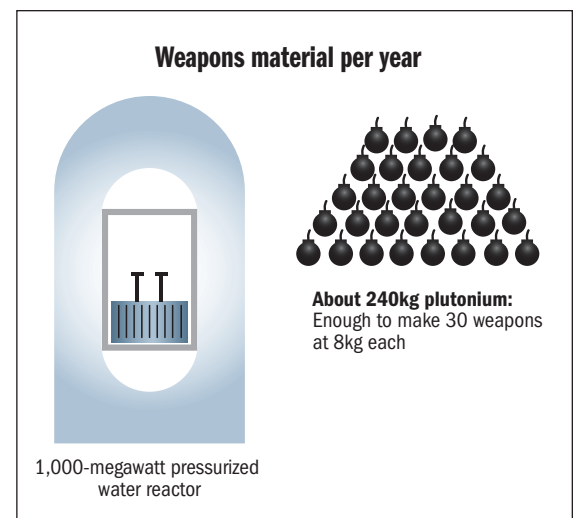 Weapons material per year
About 240kg plutonium:
Enough to make 30 weapons
at 8kg each
1,000-megawatt pressurized
water reactor